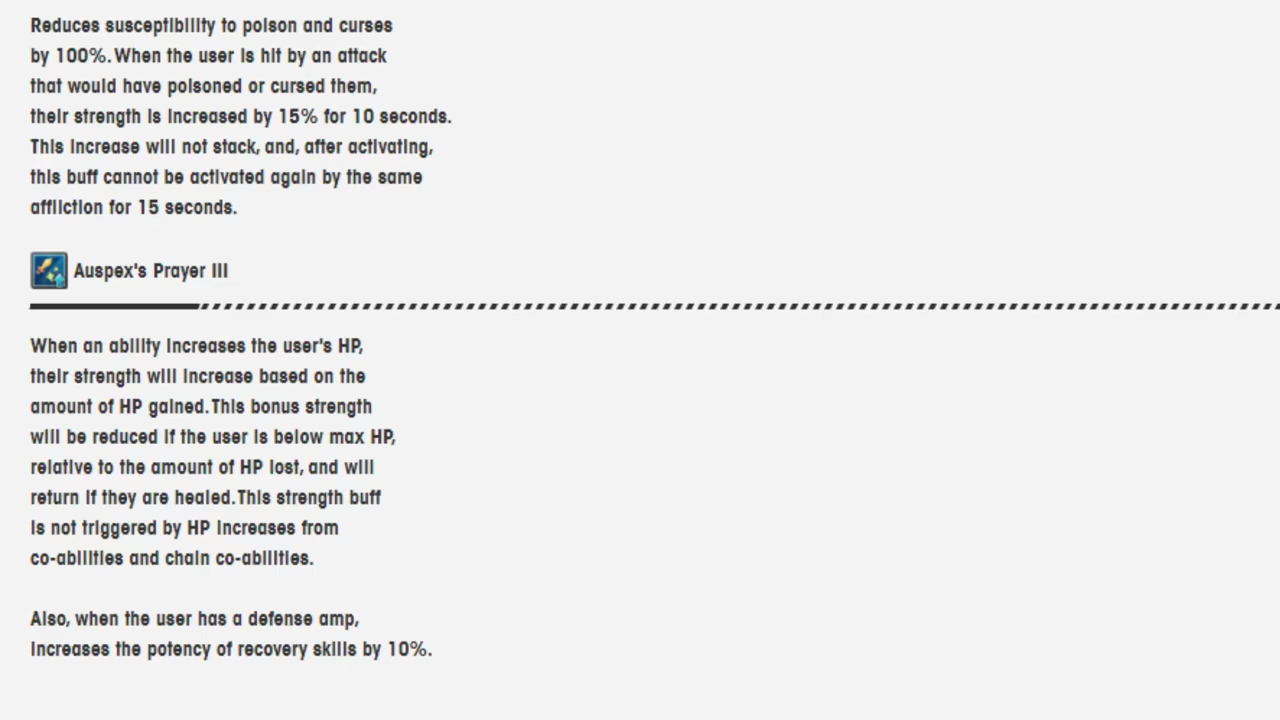 Reduces susceptibility to poison and curses
by 100%. When the user is hit by an attack
that would have poisoned or cursed them,
their strength is increased by 15% for 10 seconds.
This increase will not stack, and, after activating,
this buff cannot be activated again by the same
affliction for 15 seconds.
Auspex's Prayer III
When an ability increases the user's HP,
their strength will increase based on the
amount of HP gained. This bonus strength
will be reduced if the user is below max HP,
relative to the amount of HP lost, and will
return if they are healed. This strength buff
is not triggered by HP increases from
co-abilities and chain co-abilities.
Also, when the user has a defense amp,
increases the potency of recovery skills by 10%.